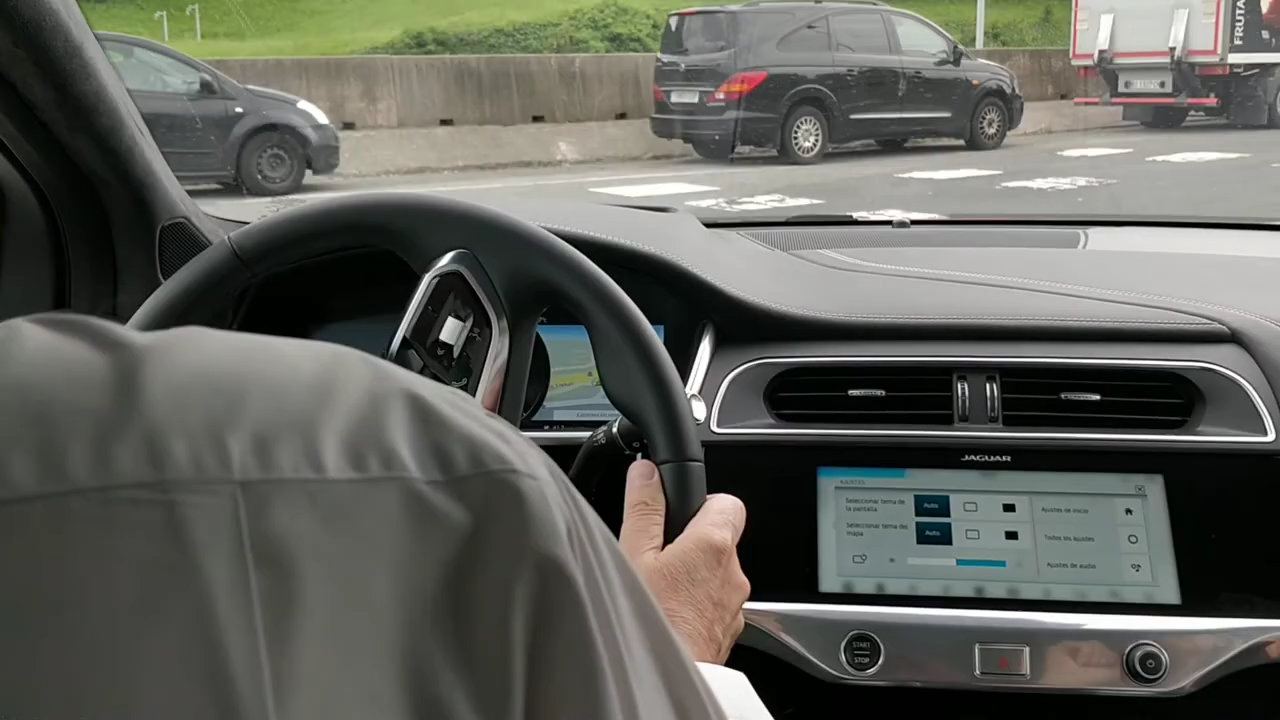 FRUTA
JAGUAR
AJUSTES
Seleccionar tema de
la pantalla
Auto
Ajustes de inicio
Seleccionar tema del
mapa
Auto
Todos los ajustes
Ajustes de audio
START
STOP